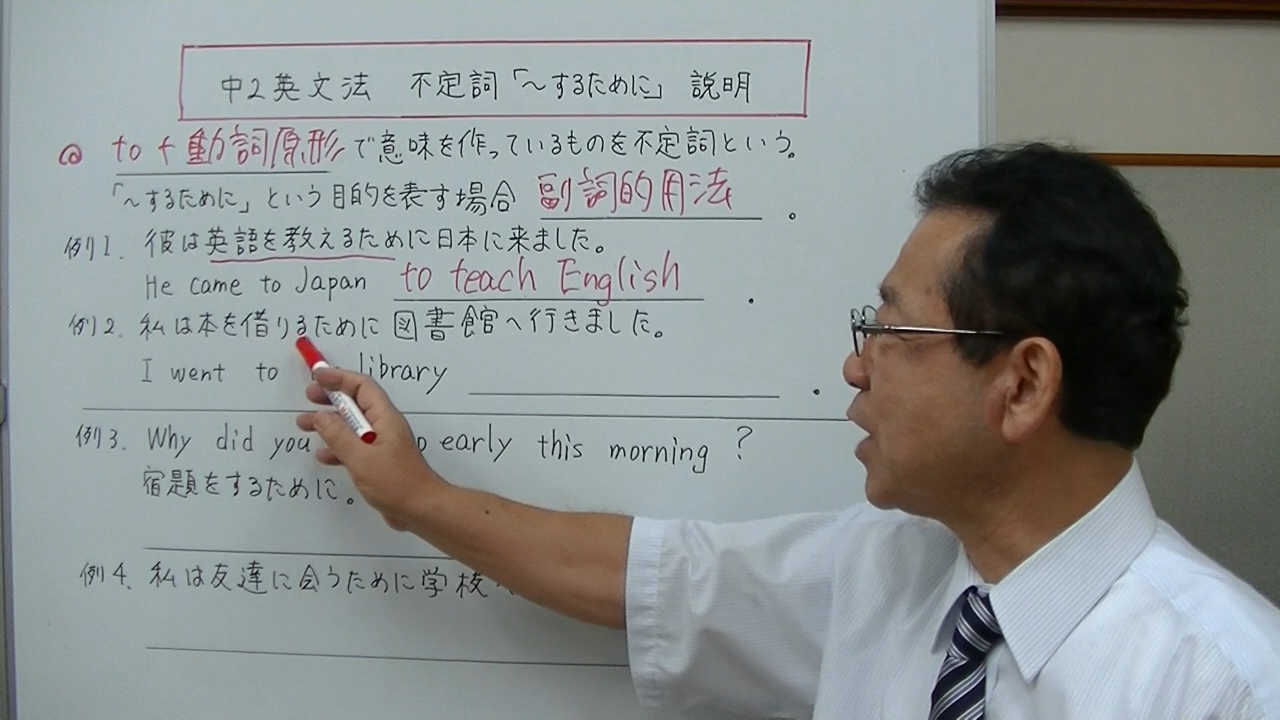 中2英文法 不定詞「～するために」説明
@ to + 動詞原形で意味を作っているものを不定詞という。
「～するために」という目的を表す場合 副詞的用法。
例1. 彼は英語を教えるために日本に来ました。
He came to Japan to teach English.
例2. 私は本を借りるために図書館へ行きました。
I went to library .
例3. Why did you early this morning ?
宿題をするために。
例4. 私は友達に会うために学校